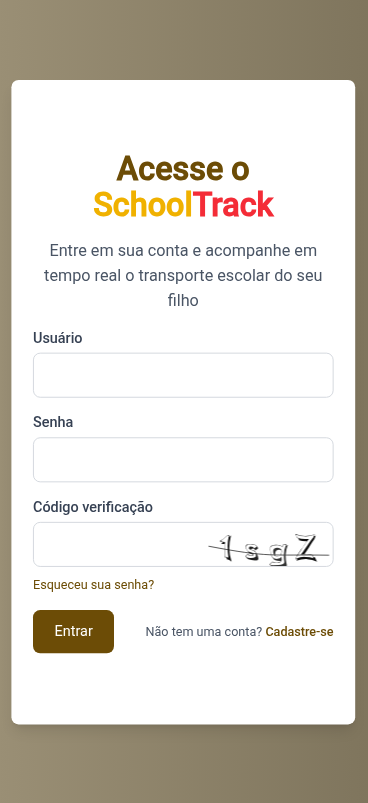 Acesse o
SchoolTrack
Entre em sua conta e acompanhe em
tempo real o transporte escolar do seu
filho
Usuário
Senha
Código verificação
1sgZ
Esqueceu sua senha?
Entrar
Não tem uma conta? Cadastre-se